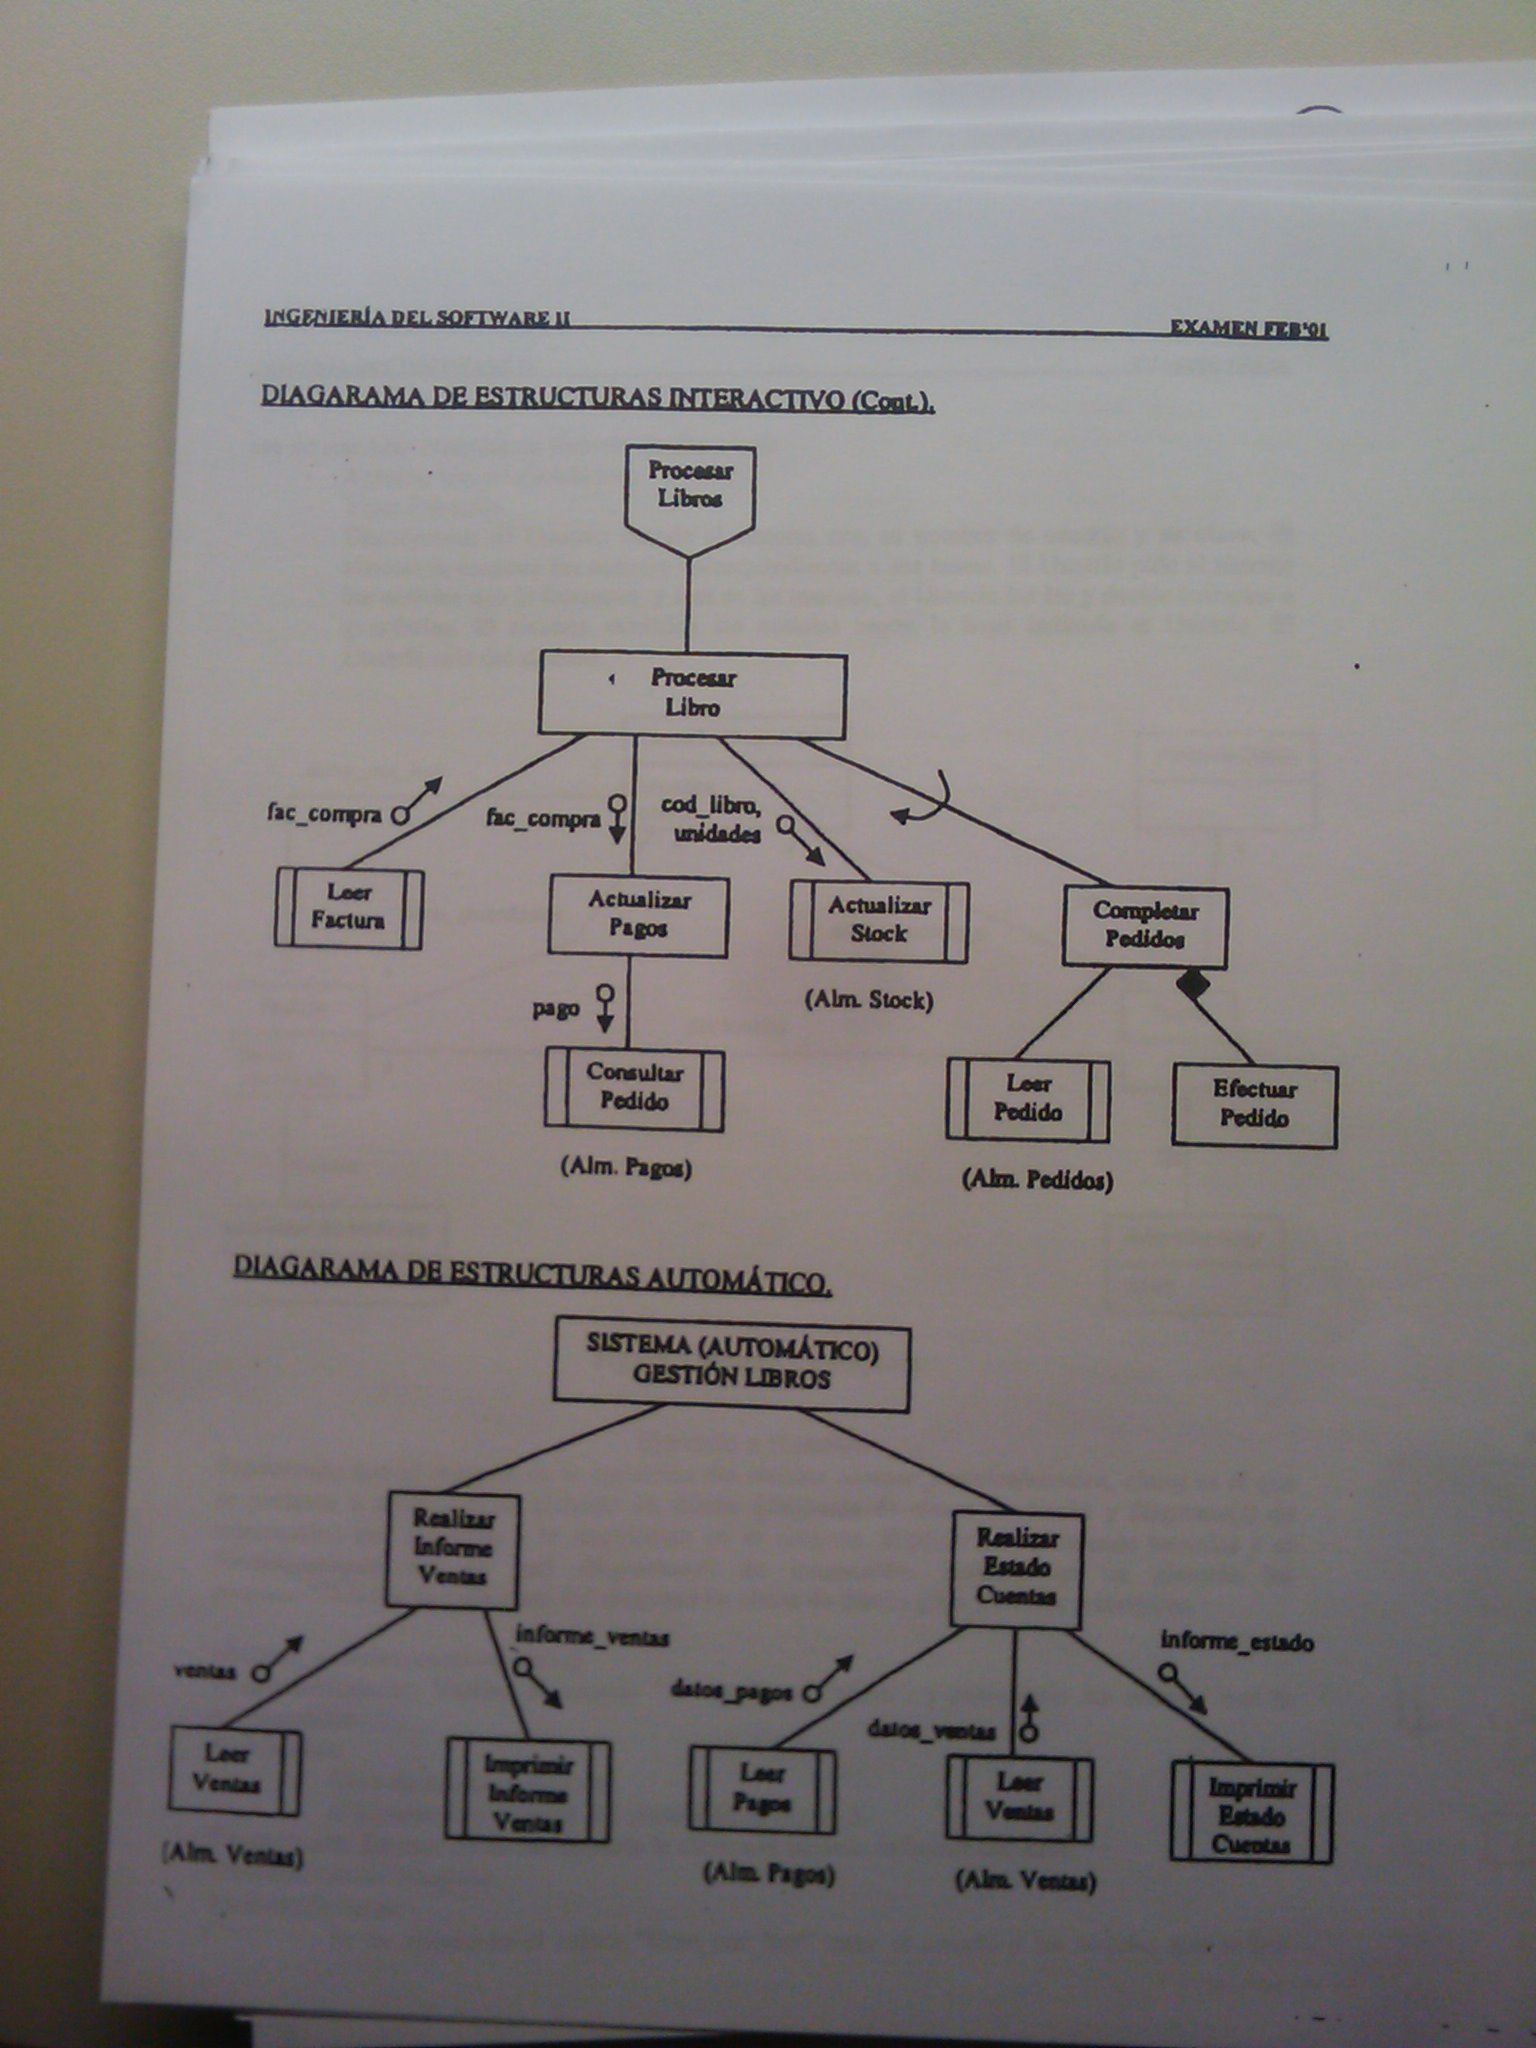 INGENIERÍA DEL SOFTWARE II
EXAMEN FEB'01
DIAGARAMA DE ESTRUCTURAS INTERACTIVO (Cont.).
Procesar
Libros
Procesar
Libro
fac_compra
fac_compra
cod_libro,
unidades
Leer
Factura
Actualizar
Pagos
Actualizar
Stock
Completar
Pedidos
(Alm. Stock)
pago
Consultar
Pedido
Leer
Pedido
Efectuar
Pedido
(Alm. Pagos)
(Alm. Pedidos)
DIAGARAMA DE ESTRUCTURAS AUTOMÁTICO.
SISTEMA (AUTOMÁTICO)
GESTIÓN LIBROS
Realizar
Informe
Ventas
Realizar
Estado
Cuentas
ventas
informe_ventas
datos_pagos
datos_ventas
informe_estado
Leer
Ventas
Imprimir
Informe
Ventas
Leer
Pagos
Leer
Ventas
Imprimir
Estado
Cuentas
(Alm. Ventas)
(Alm. Pagos)
(Alm. Ventas)